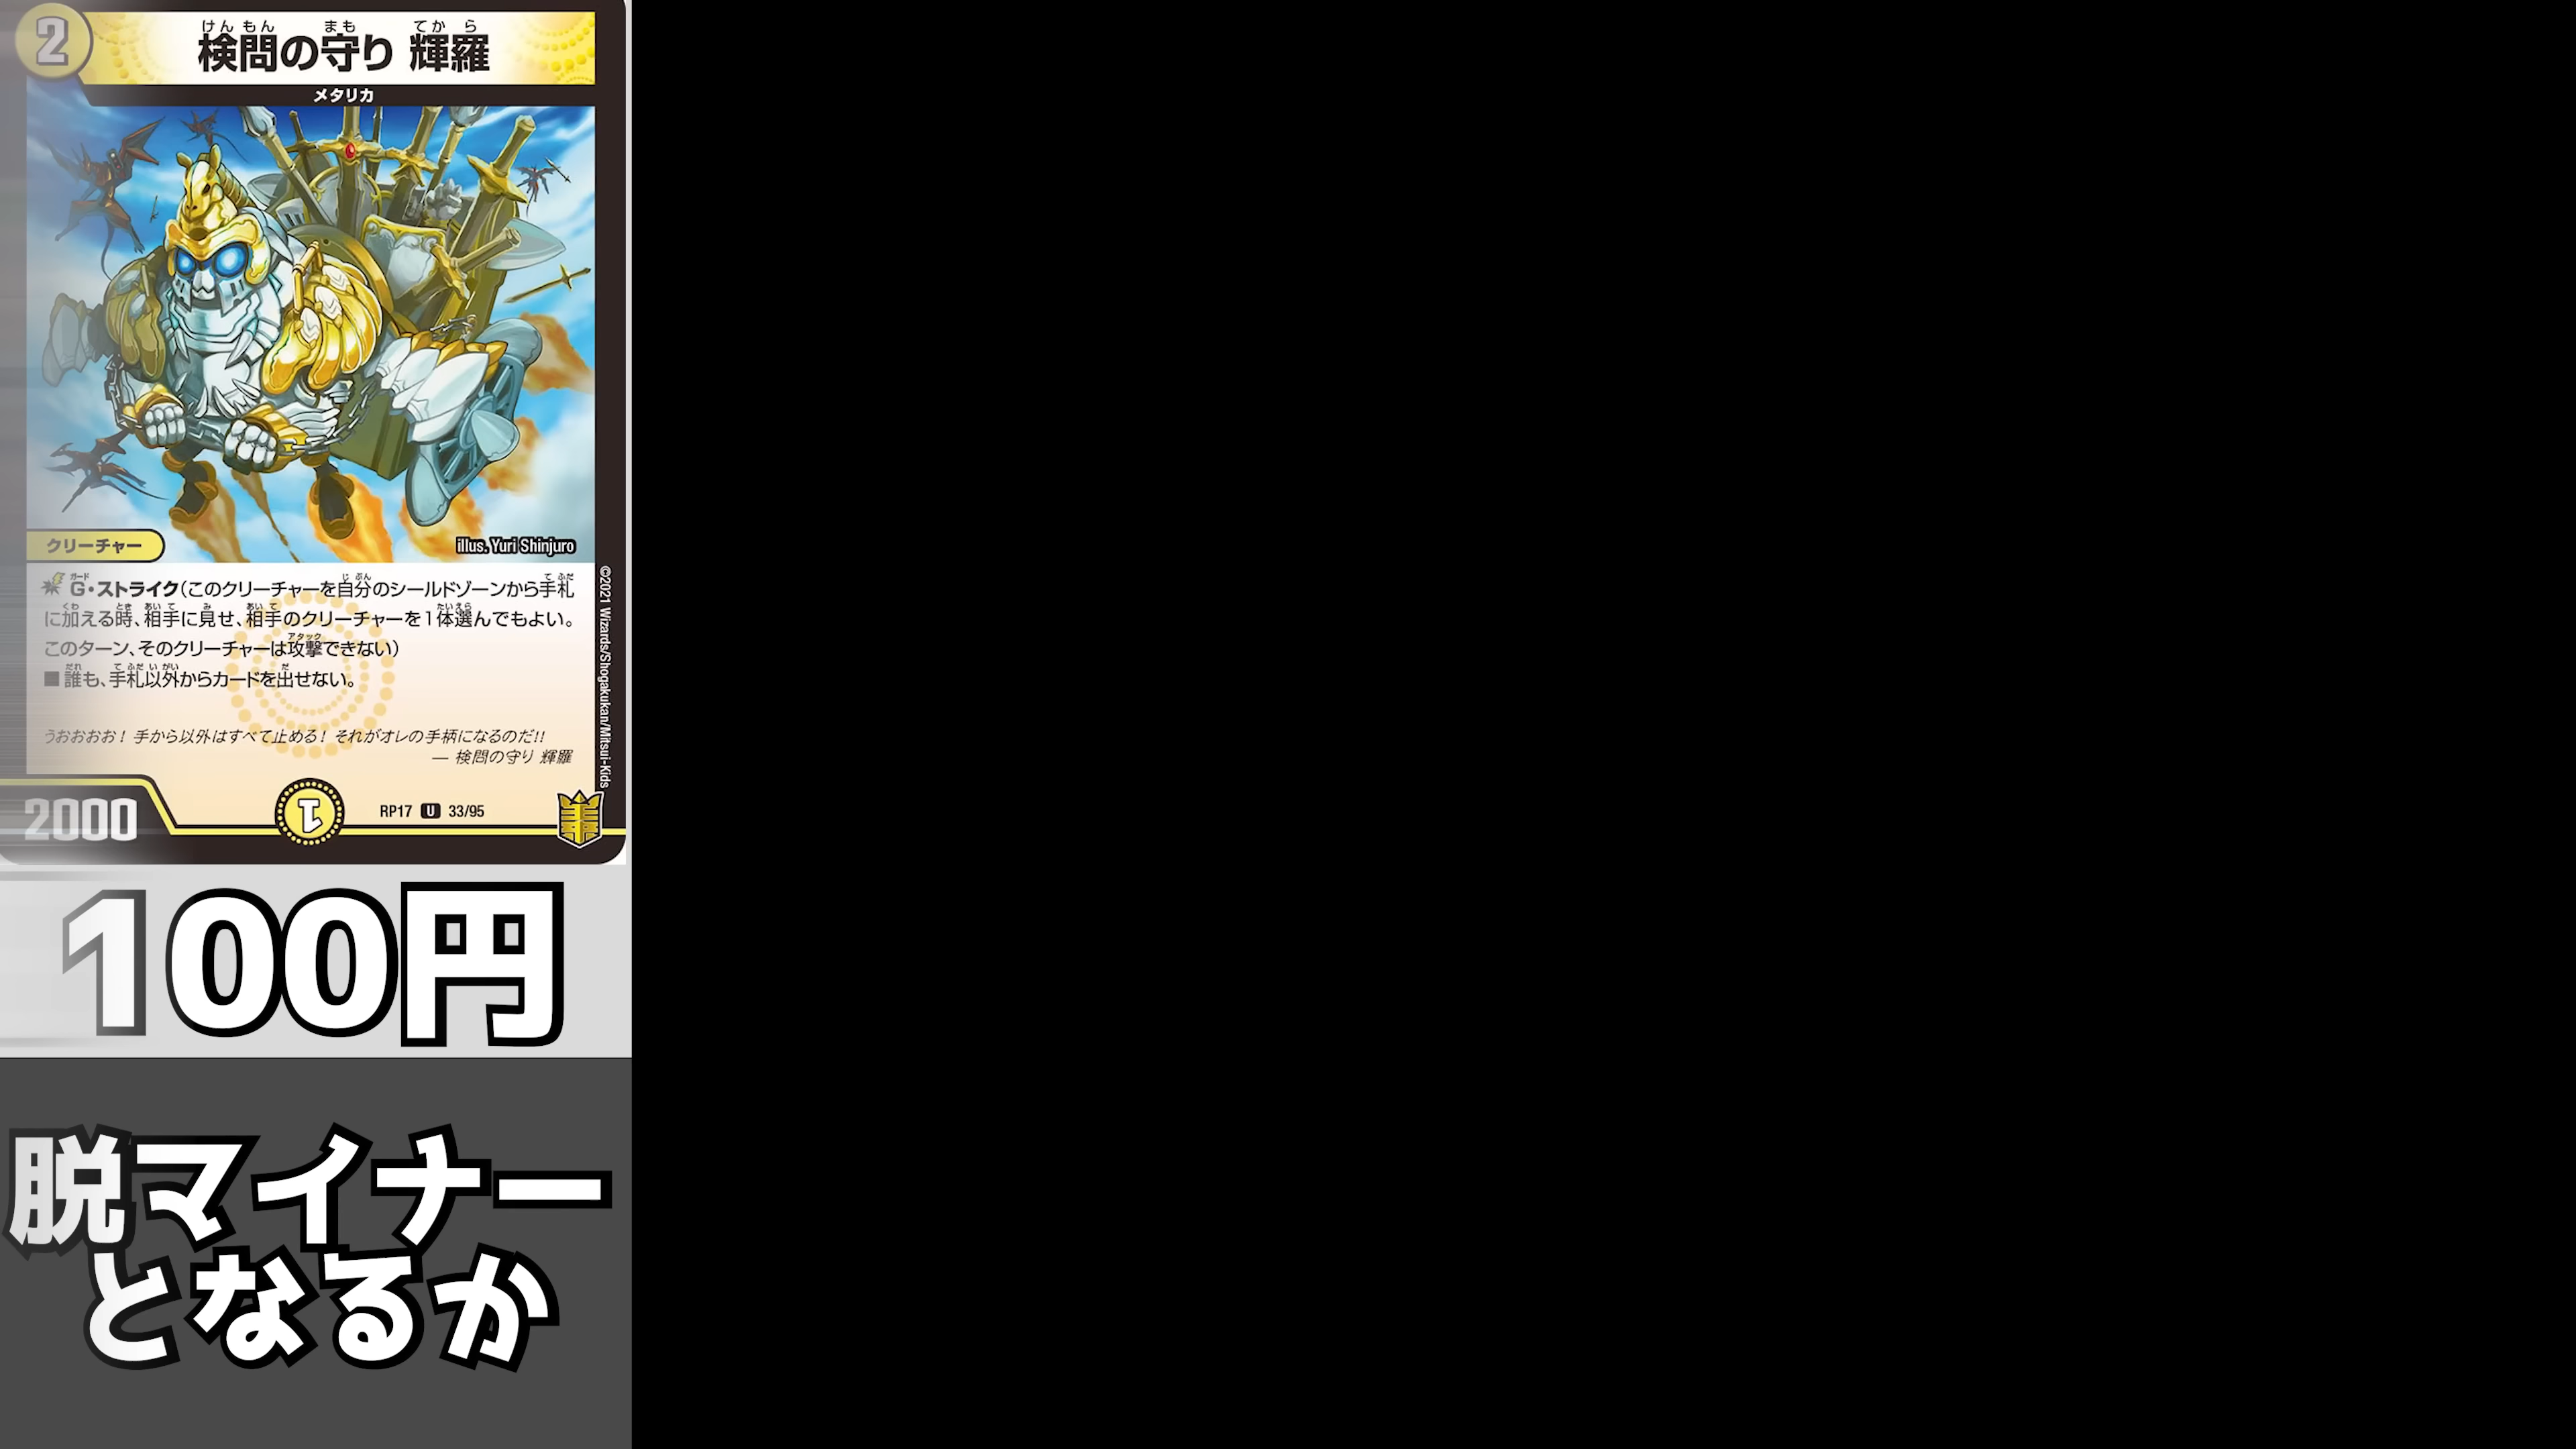 2
けんもん まも てから
検問の守り 輝羅
メタリカ
クリーチャー
illus. Yuri Shinjuro
G・ストライク(このクリーチャーを自分のシールドゾーンから手札
に加える時、相手に見せ、相手のクリーチャーを1体選んでもよい。
このターン、そのクリーチャーは攻撃できない)
■誰も、手札以外からカードを出せない。
うおおおお！手から以外はすべて止める！それがオレの手柄になるのだ!!
— 検問の守り 輝羅
©2021 Wizards/Shogakukan/Mitsui-Kids
2000
1
RP17 U 33/95
100円
脱マイナー
となるか